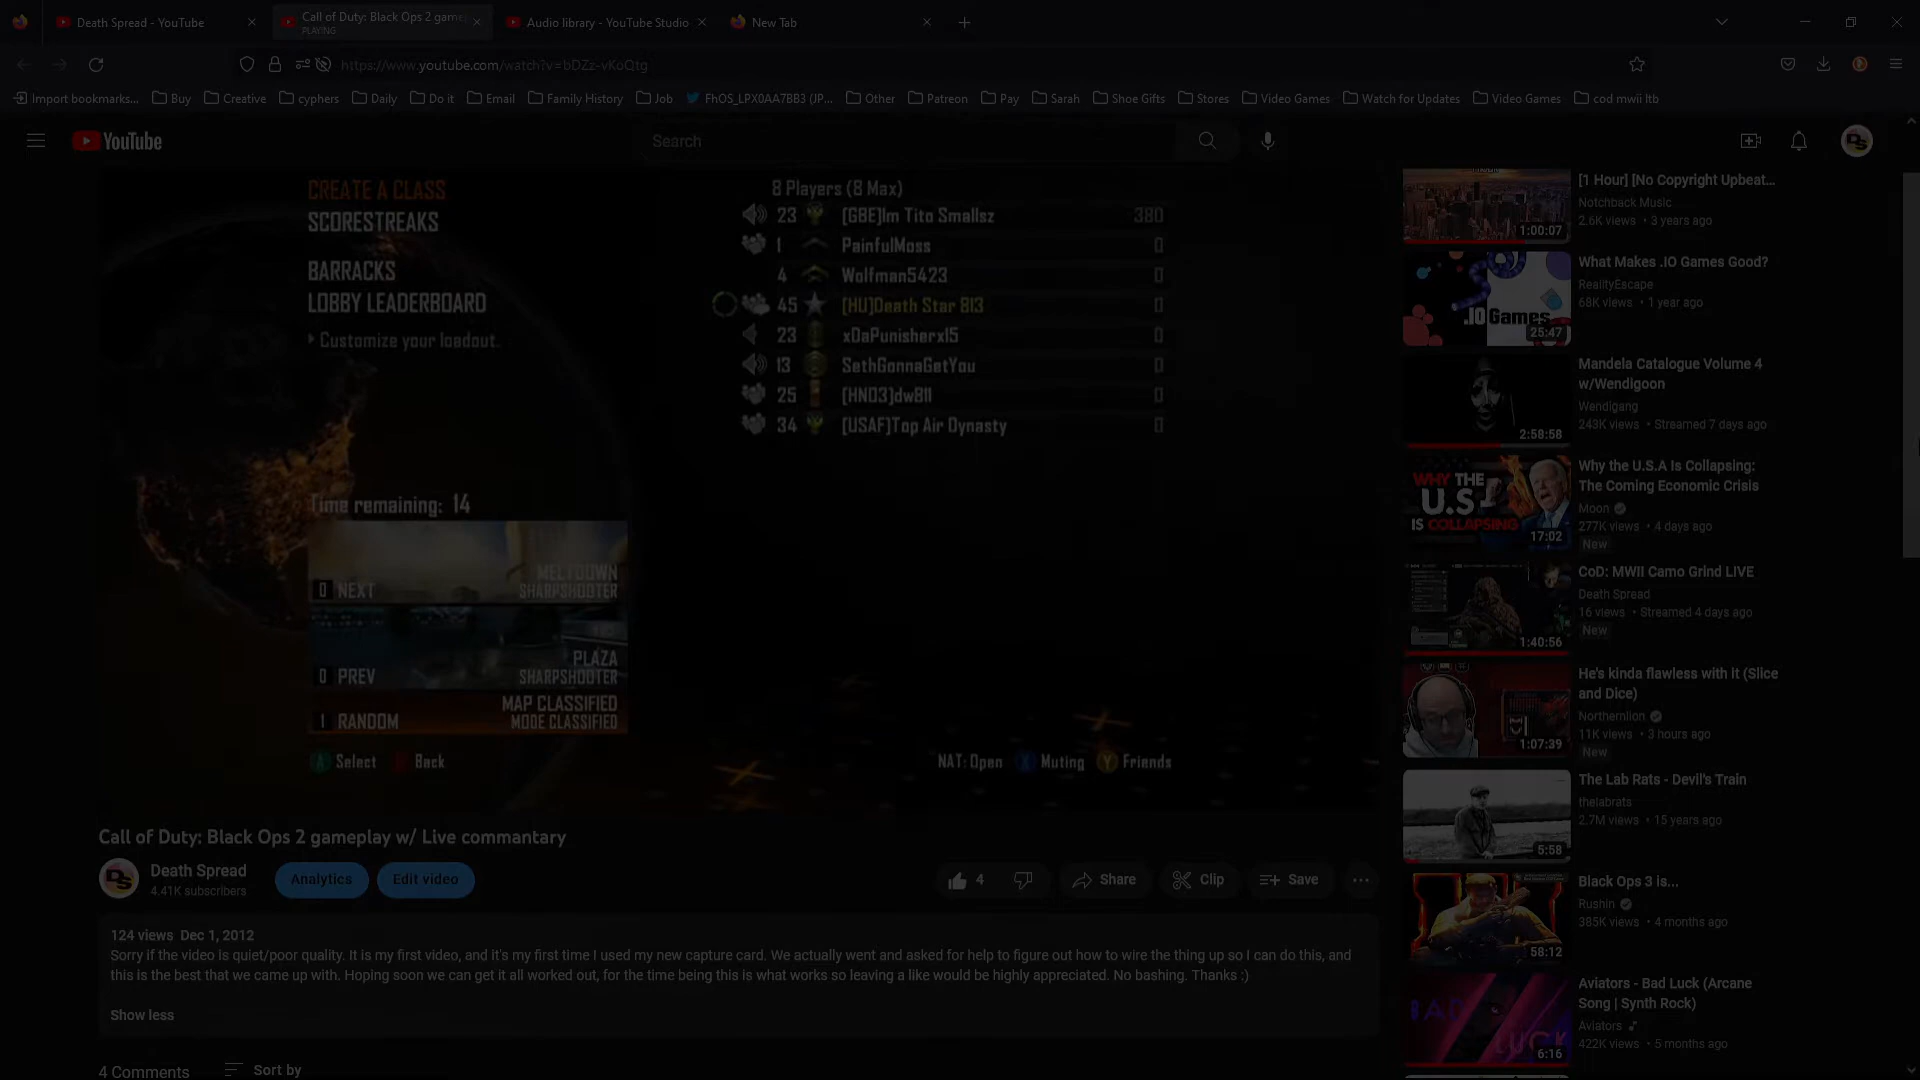 Death Spread - YouTube
Call of Duty: Black Ops 2 game
PLAYING
Audio library - YouTube Studio
New Tab
https://www.youtube.com/watch?v=bDZz-vKoQtg
Import bookmarks...
Buy
Creative
cyphers
Daily
Do it
Email
Family History
Job
FhOS_LPX0AA7BB3 (JP...
Other
Patreon
Pay
Sarah
Shoe Gifts
Stores
Video Games
Watch for Updates
Video Games
cod mwii ltb
YouTube
Search
CREATE A CLASS
SCORESTREAKS
BARRACKS
LOBBY LEADERBOARD
Customize your loadout.
8 Players (8 Max)
23 [GBE]Im Tito Smallsz 380
1 PainfulMoss 0
4 Wolfman5423 0
45 [HU]Death Star 813 0
23 xDaPunisherx15 0
13 SethGonnaGetYou 0
25 [HNO3]dw811 0
34 [USAF]Top Air Dynasty 0
Time remaining: 14
MELTDOWN
0 NEXT SHARPSHOOTER
PLAZA
0 PREV SHARPSHOOTER
MAP CLASSIFIED
1 RANDOM MODE CLASSIFIED
A Select Back
NAT: Open X Muting Y Friends
Call of Duty: Black Ops 2 gameplay w/ Live commantary
Death Spread
4.41K subscribers
Analytics
Edit video
4
Share
Clip
Save
124 views Dec 1, 2012
Sorry if the video is quiet/poor quality. It is my first video, and it's my first time I used my new capture card. We actually went and asked for help to figure out how to wire the thing up so I can do this, and
this is the best that we came up with. Hoping soon we can get it all worked out, for the time being this is what works so leaving a like would be highly appreciated. No bashing. Thanks :)
Show less
4 Comments
Sort by
[1 Hour] [No Copyright Upbeat...
Notchback Music
2.6K views • 3 years ago
1:00:07
What Makes .IO Games Good?
RealityEscape
68K views • 1 year ago
.IO Games
25:47
Mandela Catalogue Volume 4
w/Wendigoon
Wendigang
243K views • Streamed 7 days ago
2:58:58
Why the U.S.A Is Collapsing:
The Coming Economic Crisis
Moon
277K views • 4 days ago
New
WHY THE
U.S
IS COLLAPSING
17:02
CoD: MWII Camo Grind LIVE
Death Spread
16 views • Streamed 4 days ago
New
1:40:56
He's kinda flawless with it (Slice
and Dice)
Northernlion
11K views • 3 hours ago
New
1:07:39
The Lab Rats - Devil's Train
thelabrats
2.7M views • 15 years ago
5:58
Black Ops 3 is...
Rushin
385K views • 4 months ago
58:12
Aviators - Bad Luck (Arcane
Song | Synth Rock)
Aviators
422K views • 5 months ago
BAD
LUCK
6:16